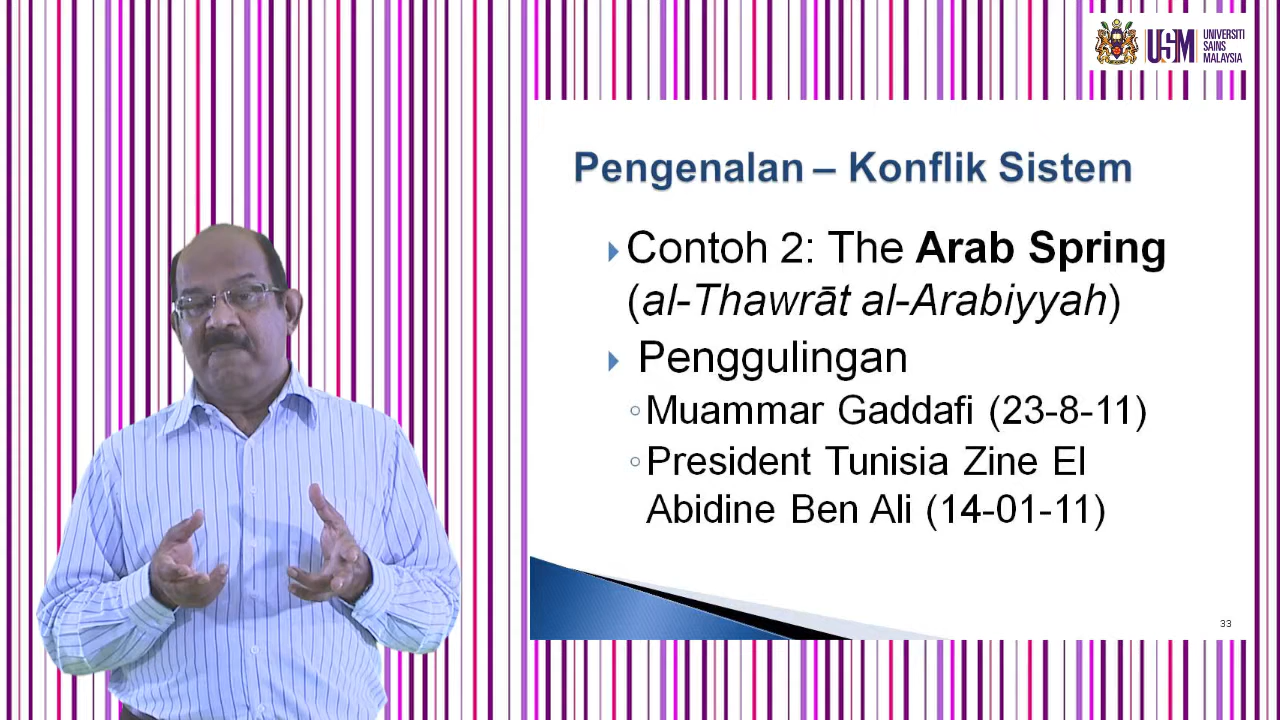 USM
UNIVERSITI
SAINS
MALAYSIA
Pengenalan – Konflik Sistem
Contoh 2: The Arab Spring
(al-Thawrāt al-Arabiyyah)
Penggulingan
Muammar Gaddafi (23-8-11)
President Tunisia Zine El
Abidine Ben Ali (14-01-11)
33